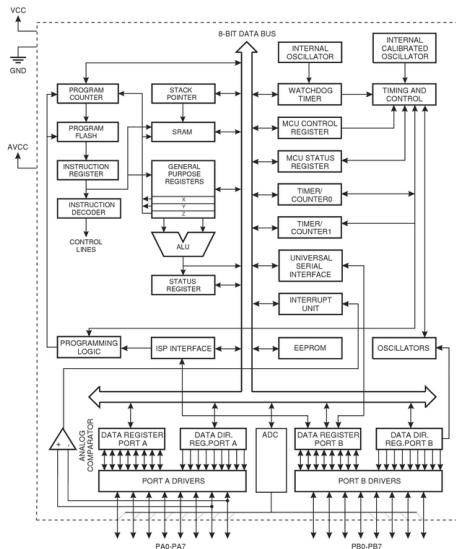 VCC
8-BIT DATA BUS
GND
INTERNAL
OSCILLATOR
INTERNAL
CALIBRATED
OSCILLATOR
PROGRAM
COUNTER
STACK
POINTER
WATCHDOG
TIMER
TIMING AND
CONTROL
PROGRAM
FLASH
SRAM
MCU CONTROL
REGISTER
AVCC
INSTRUCTION
REGISTER
GENERAL
PURPOSE
REGISTERS
MCU STATUS
REGISTER
X
Y
Z
TIMER/
COUNTER0
INSTRUCTION
DECODER
CONTROL
LINES
ALU
TIMER/
COUNTER1
STATUS
REGISTER
UNIVERSAL
SERIAL
INTERFACE
INTERRUPT
UNIT
PROGRAMMING
LOGIC
ISP INTERFACE
EEPROM
OSCILLATORS
ANALOG
COMPARATOR
+
-
DATA REGISTER
PORT A
DATA DIR.
REG.PORT A
ADC
DATA REGISTER
PORT B
DATA DIR.
REG.PORT B
PORT A DRIVERS
PORT B DRIVERS
PA0-PA7
PB0-PB7